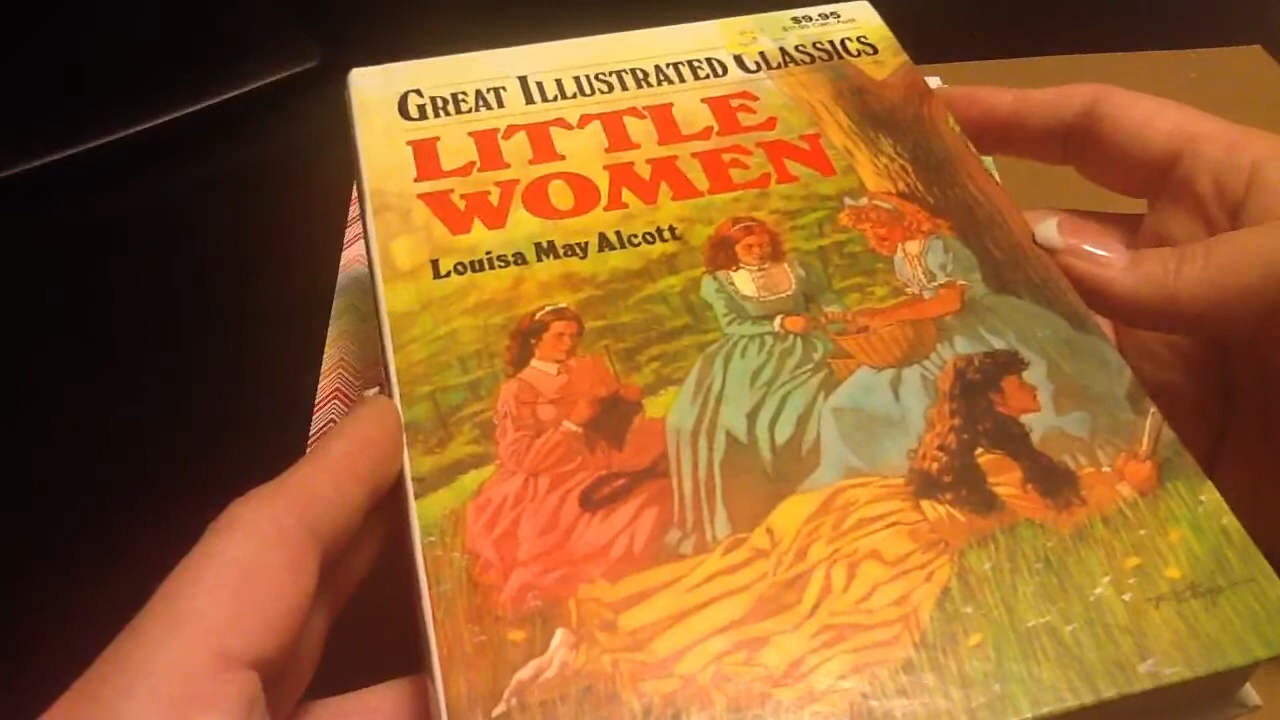 $9.95
GREAT ILLUSTRATED CLASSICS
LITTLE
WOMEN
Louisa May Alcott